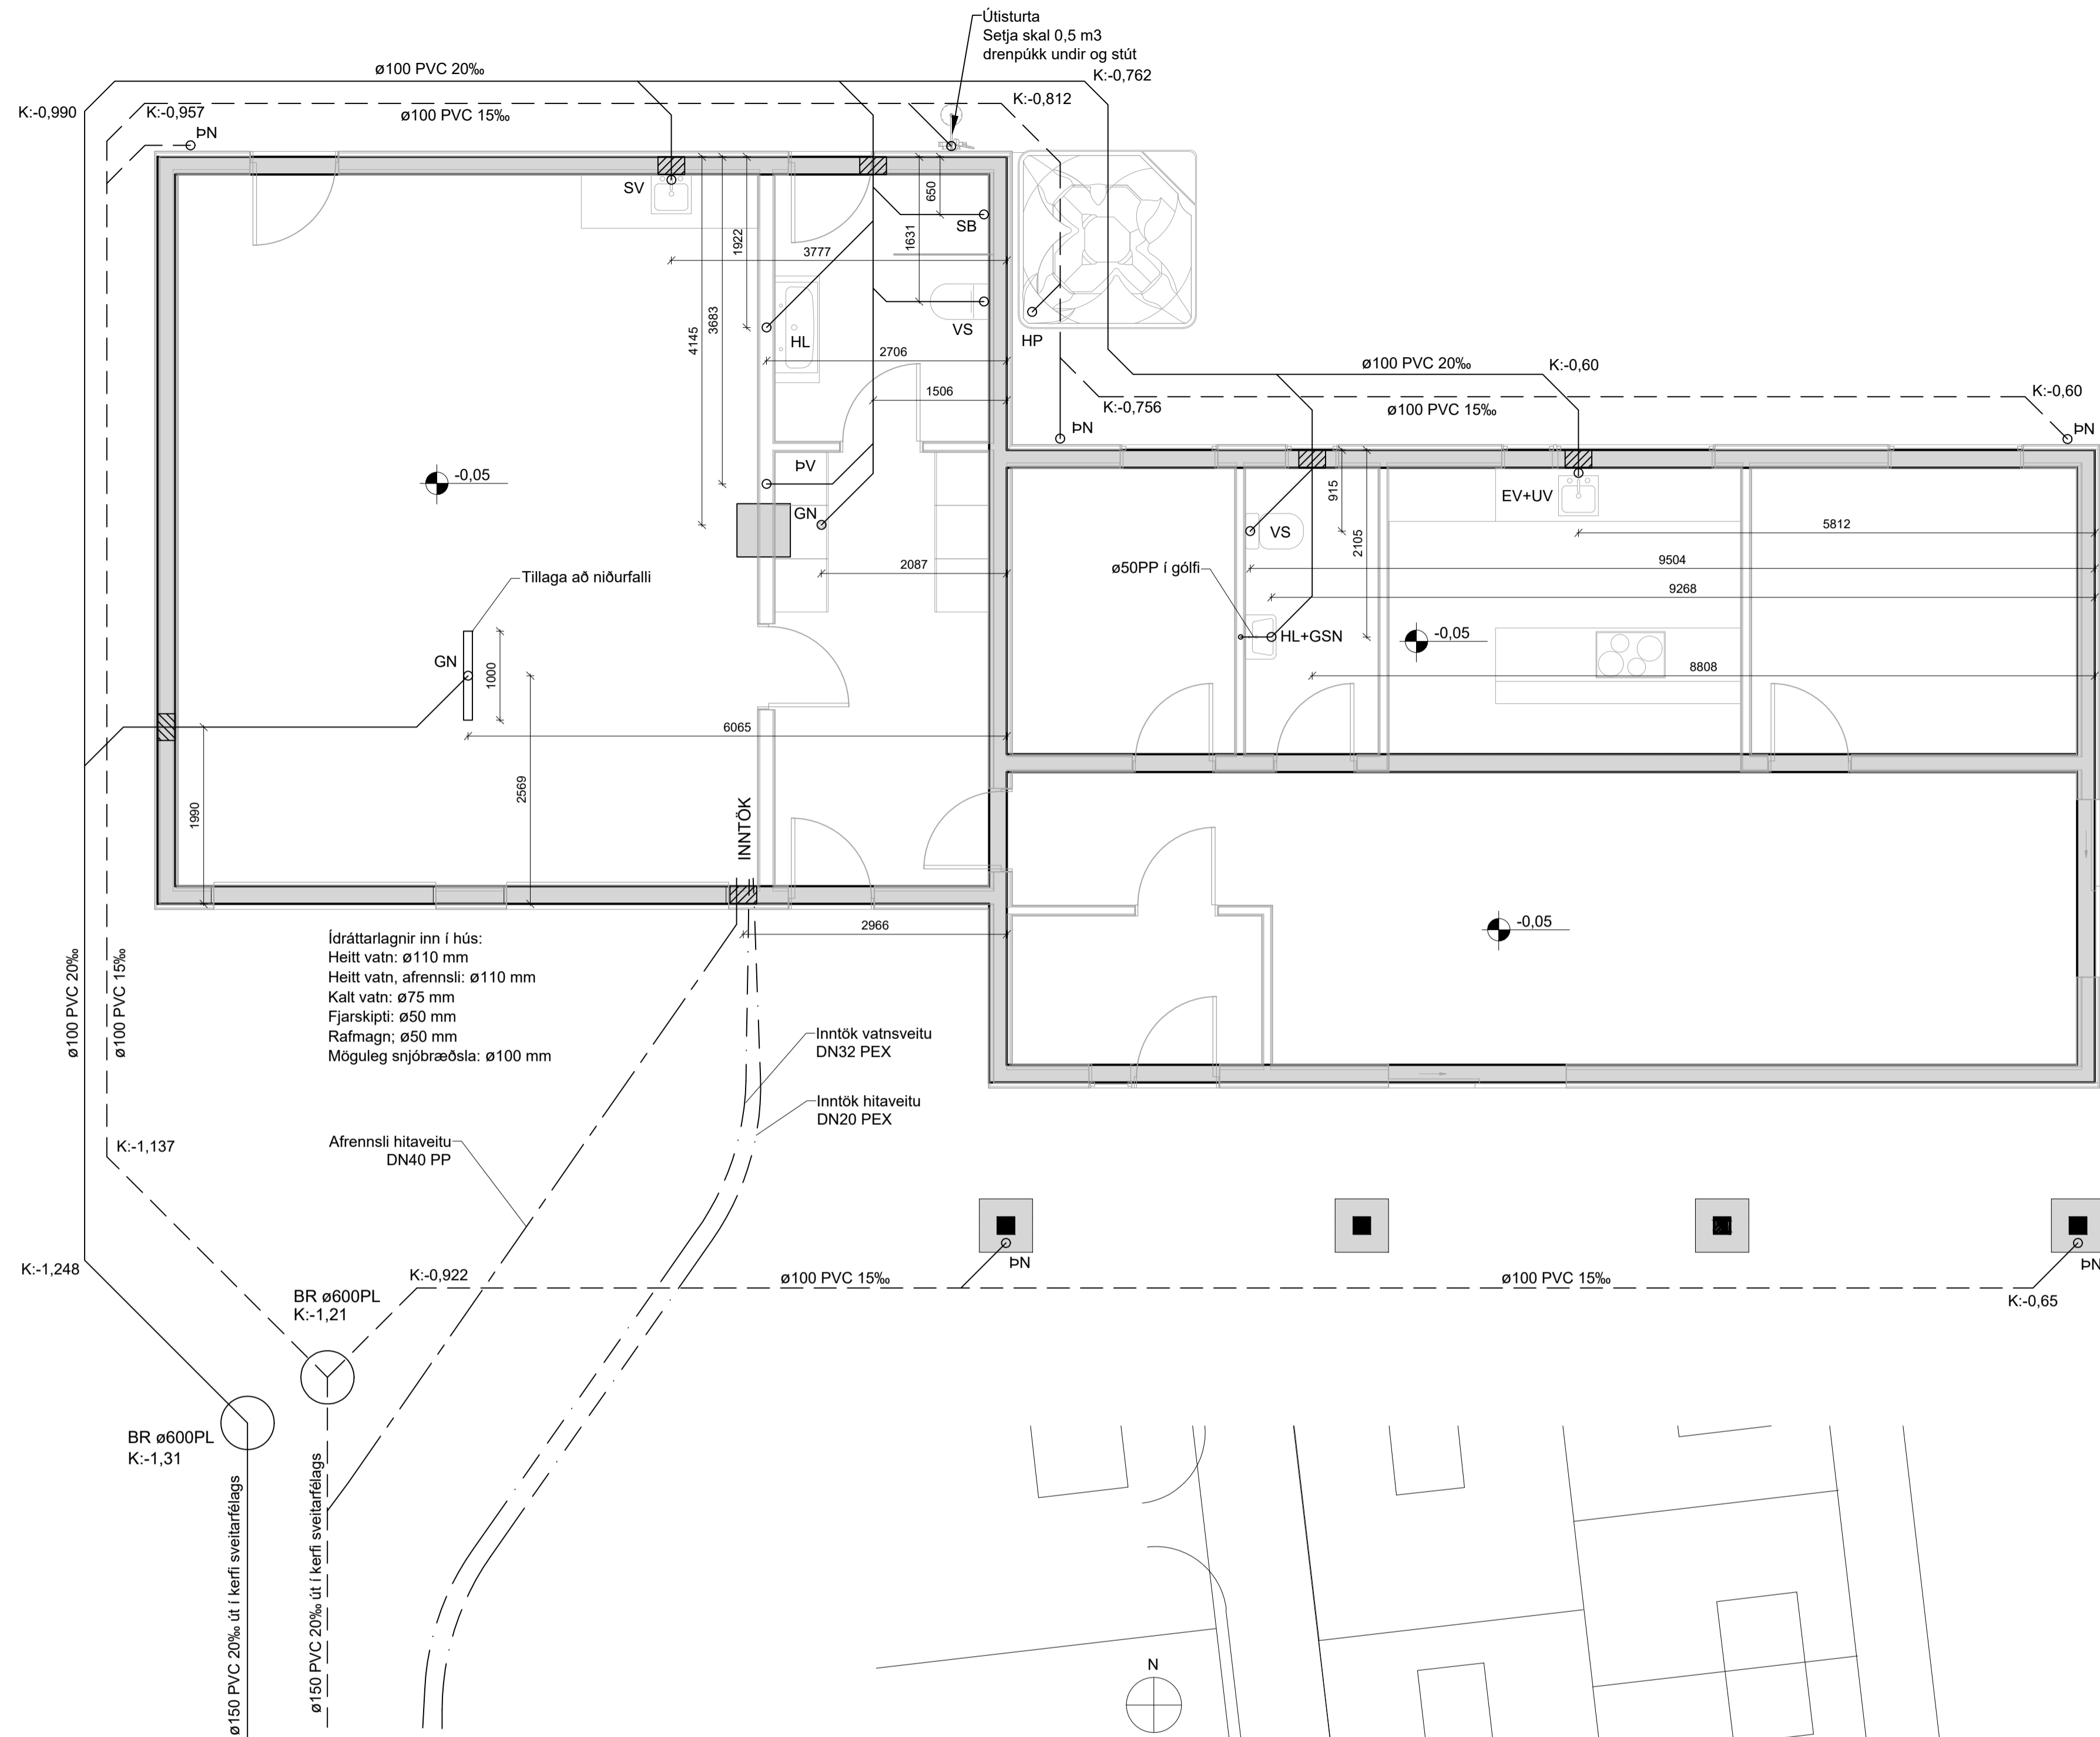 Útisturta
Setja skal 0,5 m3
drenpúkk undir og stút
ø100 PVC 20‰
K:-0,762
K:-0,990
K:-0,957
ø100 PVC 15‰
K:-0,812
ÞN
SV
650
SB
1922
1631
3777
4145
3683
HL
VS
HP
2706
1506
ø100 PVC 20‰
K:-0,60
K:-0,60
K:-0,756
ø100 PVC 15‰
ÞN
ÞN
ÞV
-0,05
GN
EV+UV
915
VS
2105
5812
9504
2087
ø50PP í gólfi
9268
Tillaga að niðurfalli
HL+GSN
-0,05
GN
1000
8808
6065
2569
1990
INNTÖK
2966
-0,05
Ídráttarlagnir inn í hús:
Heitt vatn: ø110 mm
Heitt vatn, afrennsli: ø110 mm
Kalt vatn: ø75 mm
Fjarskipti: ø50 mm
Rafmagn; ø50 mm
Möguleg snjóbræðsla: ø100 mm
ø100 PVC 20‰
ø100 PVC 15‰
Inntök vatnsveitu
DN32 PEX
Inntök hitaveitu
DN20 PEX
Afrennsli hitaveitu
DN40 PP
K:-1,137
K:-1,248
K:-0,922
ø100 PVC 15‰
ÞN
ø100 PVC 15‰
ÞN
K:-0,65
BR ø600PL
K:-1,21
BR ø600PL
K:-1,31
ø150 PVC 20‰ út í kerfi sveitarfélags
ø150 PVC 20‰ út í kerfi sveitarfélags
N